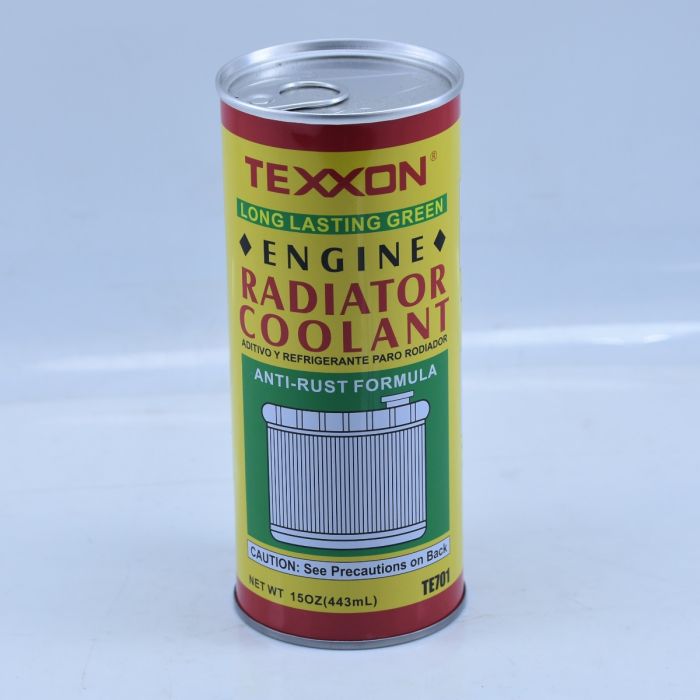 TEXXON®
LONG LASTING GREEN
ENGINE
RADIATOR
COOLANT
ADITIVO Y REFRIGERANTE PARO RODIADOR
ANTI-RUST FORMULA
CAUTION: See Precautions on Back
NET WT 15OZ(443mL)
TE701